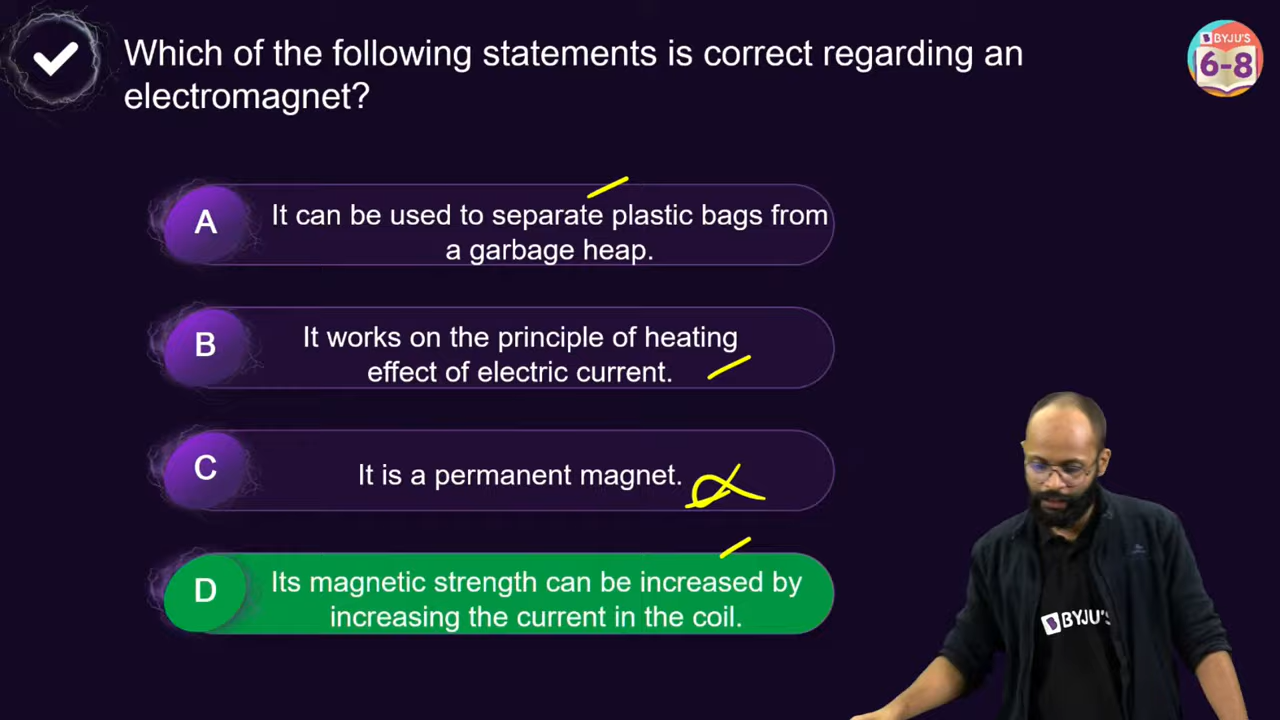 Which of the following statements is correct regarding an
electromagnet?
BYJU'S
6-8
A
It can be used to separate plastic bags from
a garbage heap.
B
It works on the principle of heating
effect of electric current.
C
It is a permanent magnet.
D
Its magnetic strength can be increased by
increasing the current in the coil.
BYJU'S